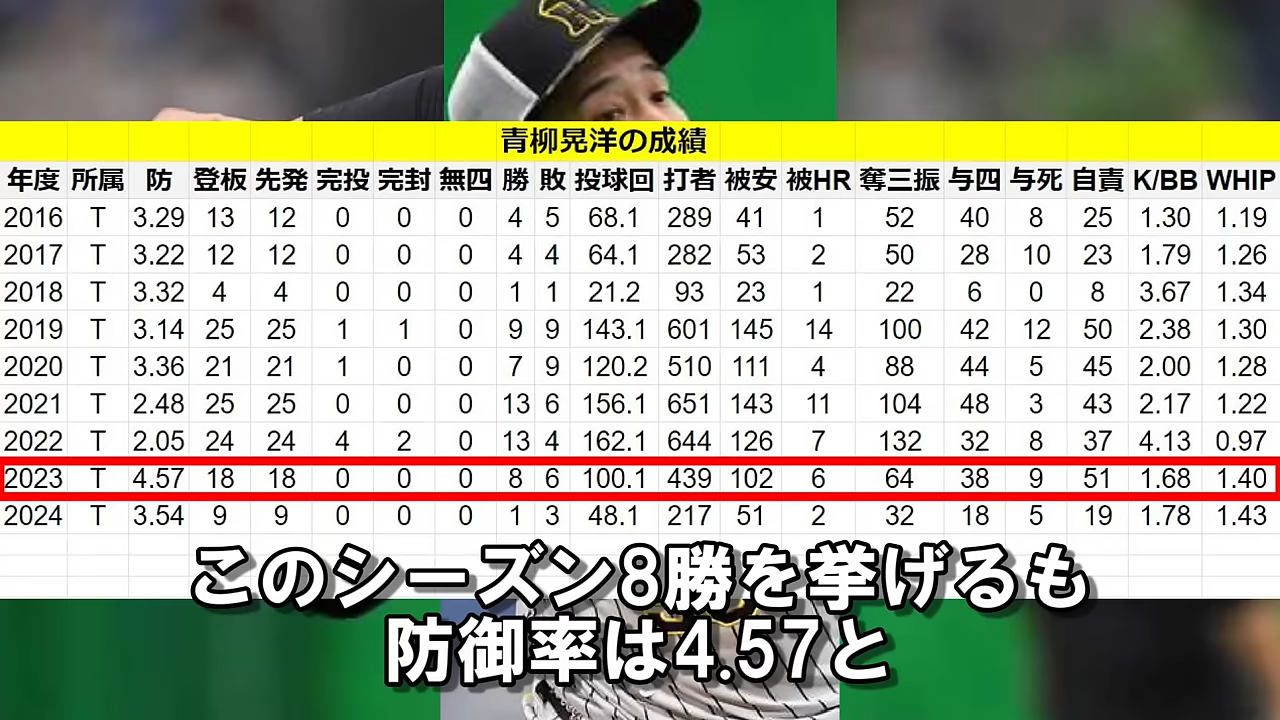 青柳晃洋の成績
年度 所属 防 登板 先発 完投 完封 無四 勝 敗 投球回 打者 被安 被HR 奪三振 与四 与死 自責 K/BB WHIP
2016 T 3.29 13 12 0 0 0 4 5 68.1 289 41 1 52 40 8 25 1.30 1.19
2017 T 3.22 12 12 0 0 0 4 4 64.1 282 53 2 50 28 10 23 1.79 1.26
2018 T 3.32 4 4 0 0 0 1 1 21.2 93 23 1 22 6 0 8 3.67 1.34
2019 T 3.14 25 25 1 1 0 9 9 143.1 601 145 14 100 42 12 50 2.38 1.30
2020 T 3.36 21 21 1 0 0 7 9 120.2 510 111 4 88 44 5 45 2.00 1.28
2021 T 2.48 25 25 0 0 0 13 6 156.1 651 143 11 104 48 3 43 2.17 1.22
2022 T 2.05 24 24 4 2 0 13 4 162.1 644 126 7 132 32 8 37 4.13 0.97
2023 T 4.57 18 18 0 0 0 8 6 100.1 439 102 6 64 38 9 51 1.68 1.40
2024 T 3.54 9 9 0 0 0 1 3 48.1 217 51 2 32 18 5 19 1.78 1.43
このシーズン8勝を挙げるも
防御率は4.57と